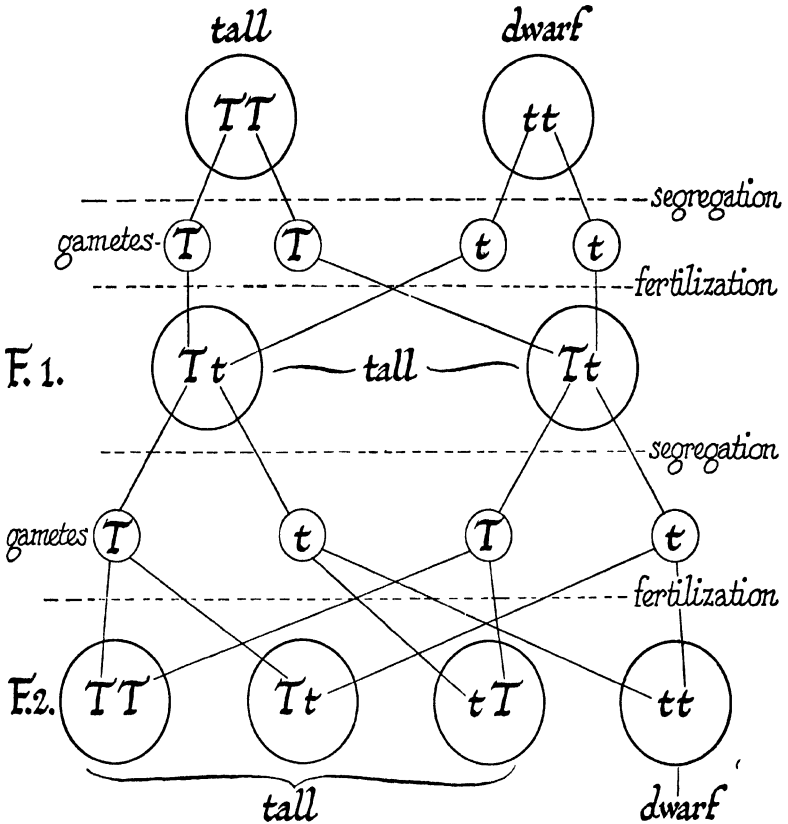 tall dwarf
TT tt
segregation
gametes T T t t
fertilization
F.1. Tt tall Tt
segregation
gametes T t T t
fertilization
F.2. TT Tt tT tt
tall dwarf